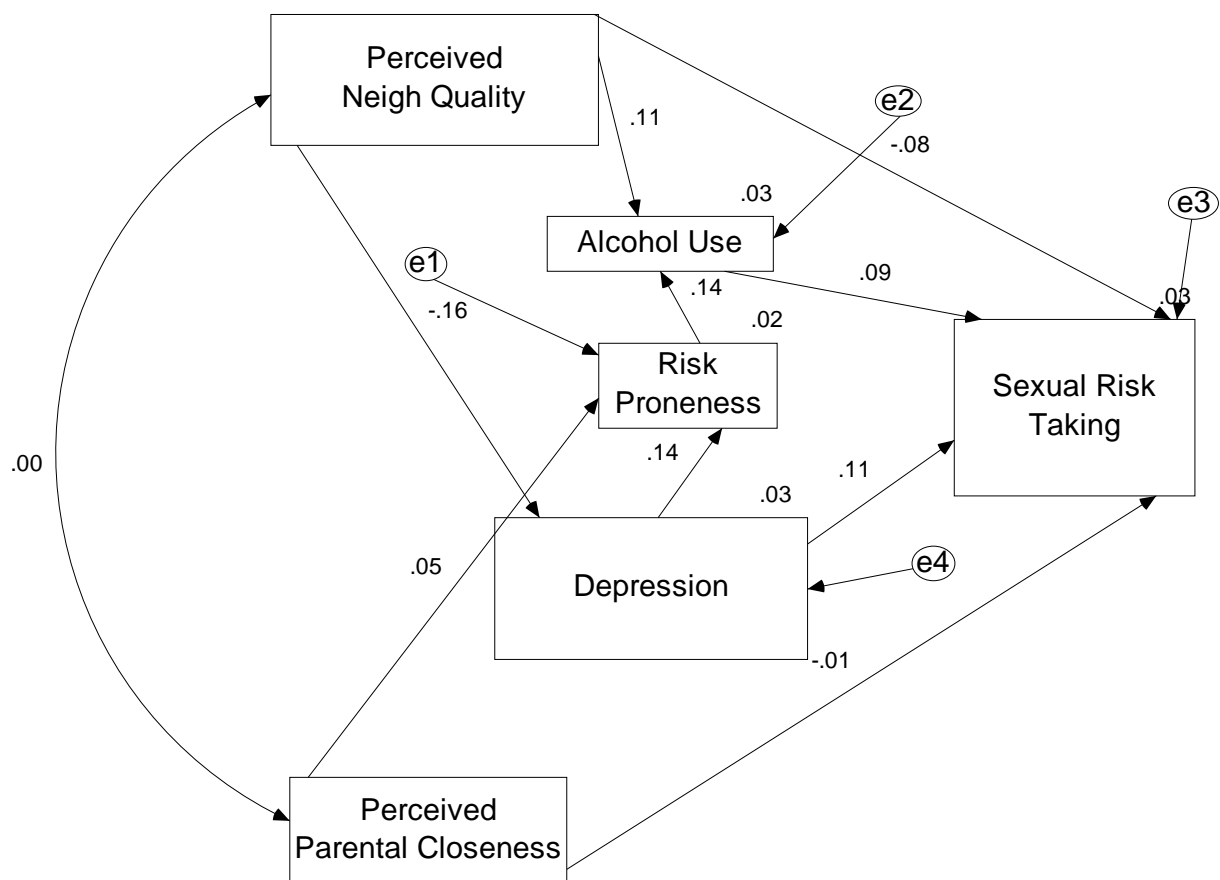 Perceived
Neigh Quality
e2
.11
-.08
.03
e3
Alcohol Use
e1
.09
.14
-.16
.02
.03
Risk
Proneness
Sexual Risk
Taking
.14
.00
.03
.11
.05
Depression
e4
-.01
Perceived
Parental Closeness